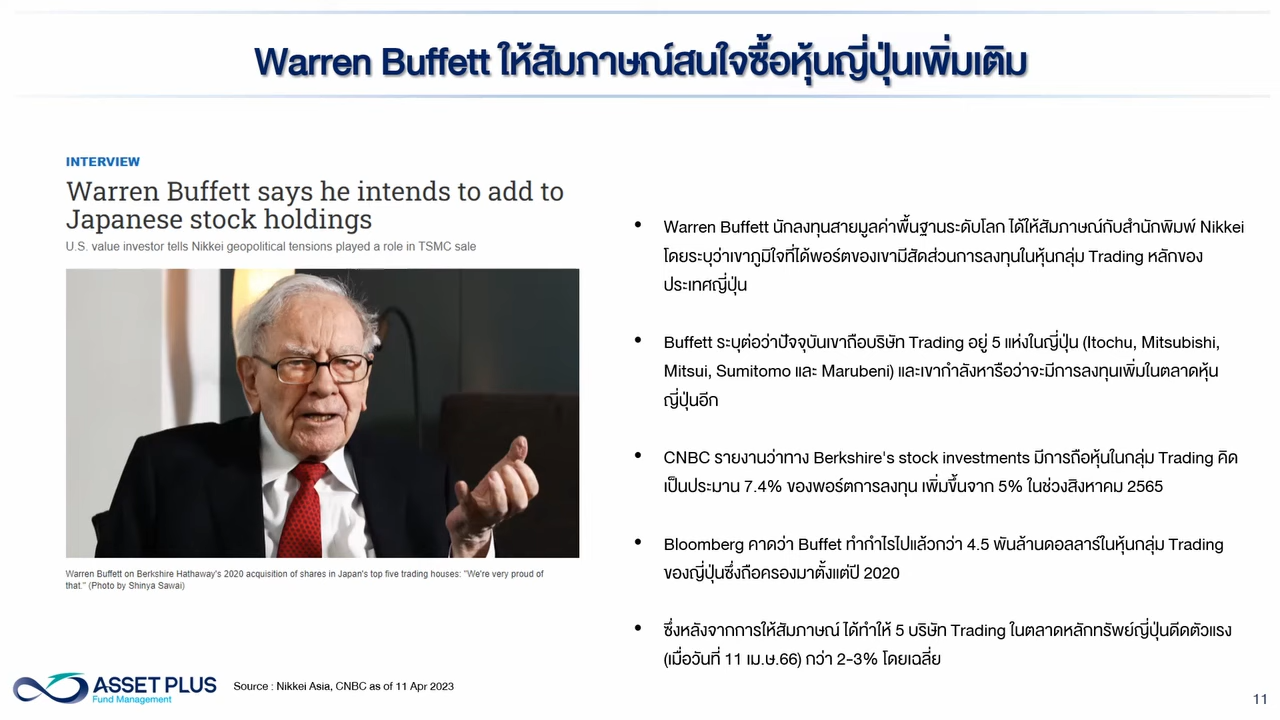 Warren Buffett ให้สัมภาษณ์สนใจซื้อหุ้นญี่ปุ่นเพิ่มเติม
INTERVIEW
Warren Buffett says he intends to add to
Japanese stock holdings
U.S. value investor tells Nikkei geopolitical tensions played a role in TSMC sale
Warren Buffett on Berkshire Hathaway's 2020 acquisition of shares in Japan's top five trading houses: "We're very proud of
that." (Photo by Shinya Sawai)
• Warren Buffett นักลงทุนสายมูลค่าพื้นฐานระดับโลก ได้ให้สัมภาษณ์กับสำนักพิมพ์ Nikkei
โดยระบุว่าเขาภูมิใจที่ได้พอร์ตของเขามีสัดส่วนการลงทุนในหุ้นกลุ่ม Trading หลักของ
ประเทศญี่ปุ่น
• Buffett ระบุต่อว่าปัจจุบันเขาถือบริษัท Trading อยู่ 5 แห่งในญี่ปุ่น (Itochu, Mitsubishi,
Mitsui, Sumitomo และ Marubeni) และเขากำลังหารือว่าจะมีการลงทุนเพิ่มในตลาดหุ้น
ญี่ปุ่นอีก
• CNBC รายงานว่าทาง Berkshire's stock investments มีการถือหุ้นในกลุ่ม Trading คิด
เป็นประมาน 7.4% ของพอร์ตการลงทุน เพิ่มขึ้นจาก 5% ในช่วงสิงหาคม 2565
• Bloomberg คาดว่า Buffet ทำกำไรไปแล้วกว่า 4.5 พันล้านดอลลาร์ในหุ้นกลุ่ม Trading
ของญี่ปุ่นซึ่งถือครองมาตั้งแต่ปี 2020
• ซึ่งหลังจากการให้สัมภาษณ์ ได้ทำให้ 5 บริษัท Trading ในตลาดหลักทรัพย์ญี่ปุ่นดีดตัวแรง
(เมื่อวันที่ 11 เม.ษ.66) กว่า 2-3% โดยเฉลี่ย
ASSET PLUS
Fund Management
Source : Nikkei Asia, CNBC as of 11 Apr 2023
11